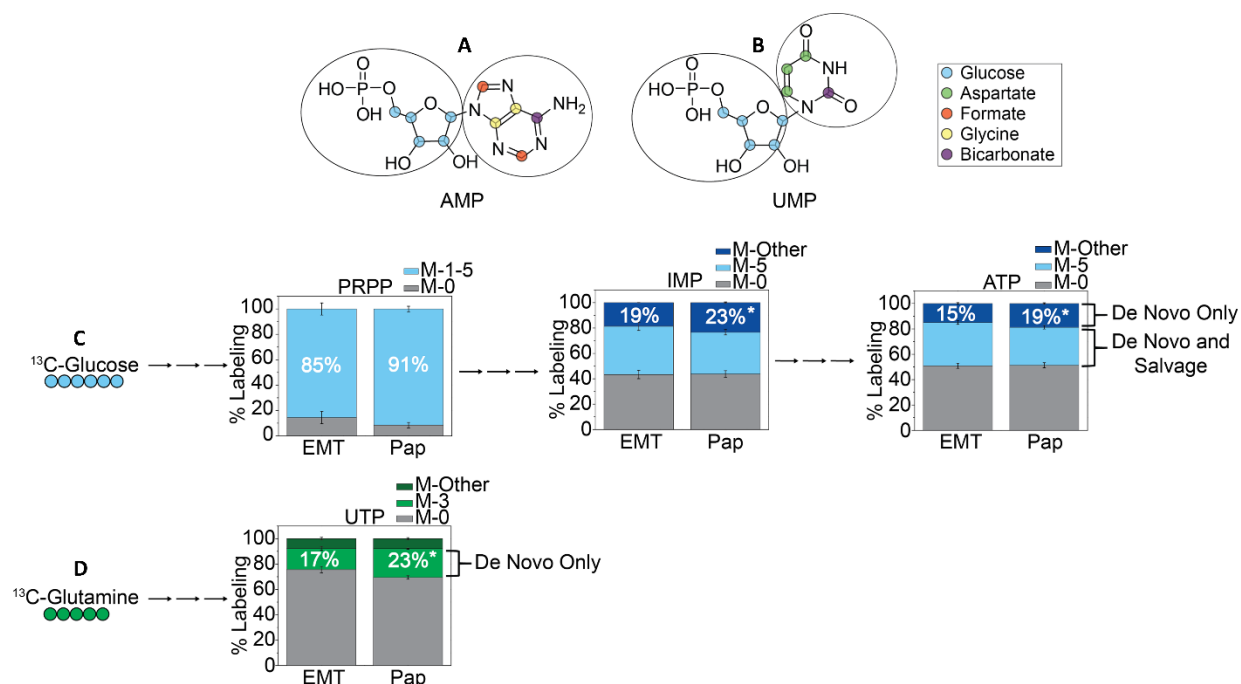 A
B
O
HO
P
O
OH
O
N
N
NH₂
N
N
HO
OH
AMP
O
HO
P
O
OH
O
O
NH
N
O
HO
OH
UMP
Glucose
Aspartate
Formate
Glycine
Bicarbonate
C
¹³C-Glucose
PRPP
M-1-5
M-0
% Labeling
100
80
60
40
20
0
85%
91%
EMT
Pap
IMP
M-Other
M-5
M-0
% Labeling
100
80
60
40
20
0
19%
23%*
EMT
Pap
ATP
M-Other
M-5
M-0
% Labeling
100
80
60
40
20
0
15%
19%*
EMT
Pap
De Novo Only
De Novo and
Salvage
D
¹³C-Glutamine
UTP
M-Other
M-3
M-0
% Labeling
100
80
60
40
20
0
17%
23%*
EMT
Pap
De Novo Only